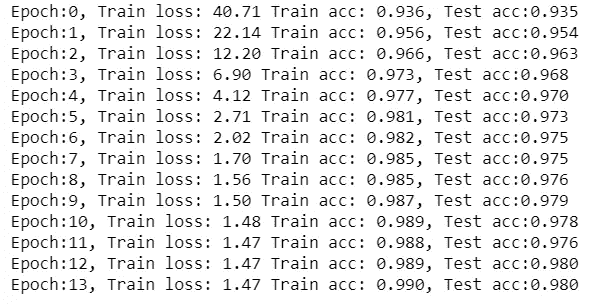 Epoch:0, Train loss: 40.71 Train acc: 0.936, Test acc:0.935
Epoch:1, Train loss: 22.14 Train acc: 0.956, Test acc:0.954
Epoch:2, Train loss: 12.20 Train acc: 0.966, Test acc:0.963
Epoch:3, Train loss: 6.90 Train acc: 0.973, Test acc:0.968
Epoch:4, Train loss: 4.12 Train acc: 0.977, Test acc:0.970
Epoch:5, Train loss: 2.71 Train acc: 0.981, Test acc:0.973
Epoch:6, Train loss: 2.02 Train acc: 0.982, Test acc:0.975
Epoch:7, Train loss: 1.70 Train acc: 0.985, Test acc:0.975
Epoch:8, Train loss: 1.56 Train acc: 0.985, Test acc:0.976
Epoch:9, Train loss: 1.50 Train acc: 0.987, Test acc:0.979
Epoch:10, Train loss: 1.48 Train acc: 0.989, Test acc:0.978
Epoch:11, Train loss: 1.47 Train acc: 0.988, Test acc:0.976
Epoch:12, Train loss: 1.47 Train acc: 0.989, Test acc:0.980
Epoch:13, Train loss: 1.47 Train acc: 0.990, Test acc:0.980